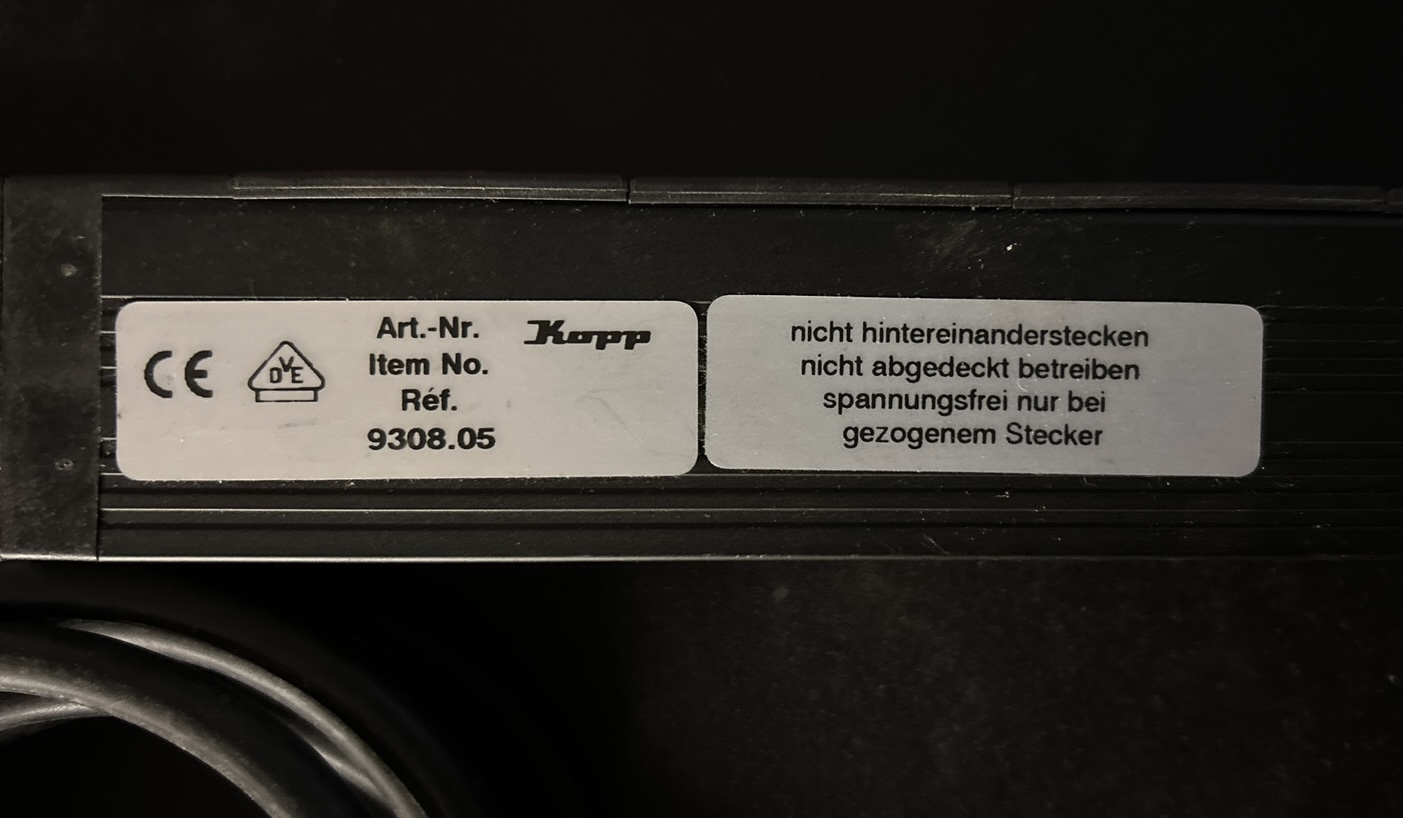 CE
DVE
Art.-Nr.
Kopp
Item No.
Réf.
9308.05
nicht hintereinanderstecken
nicht abgedeckt betreiben
spannungsfrei nur bei
gezogenem Stecker